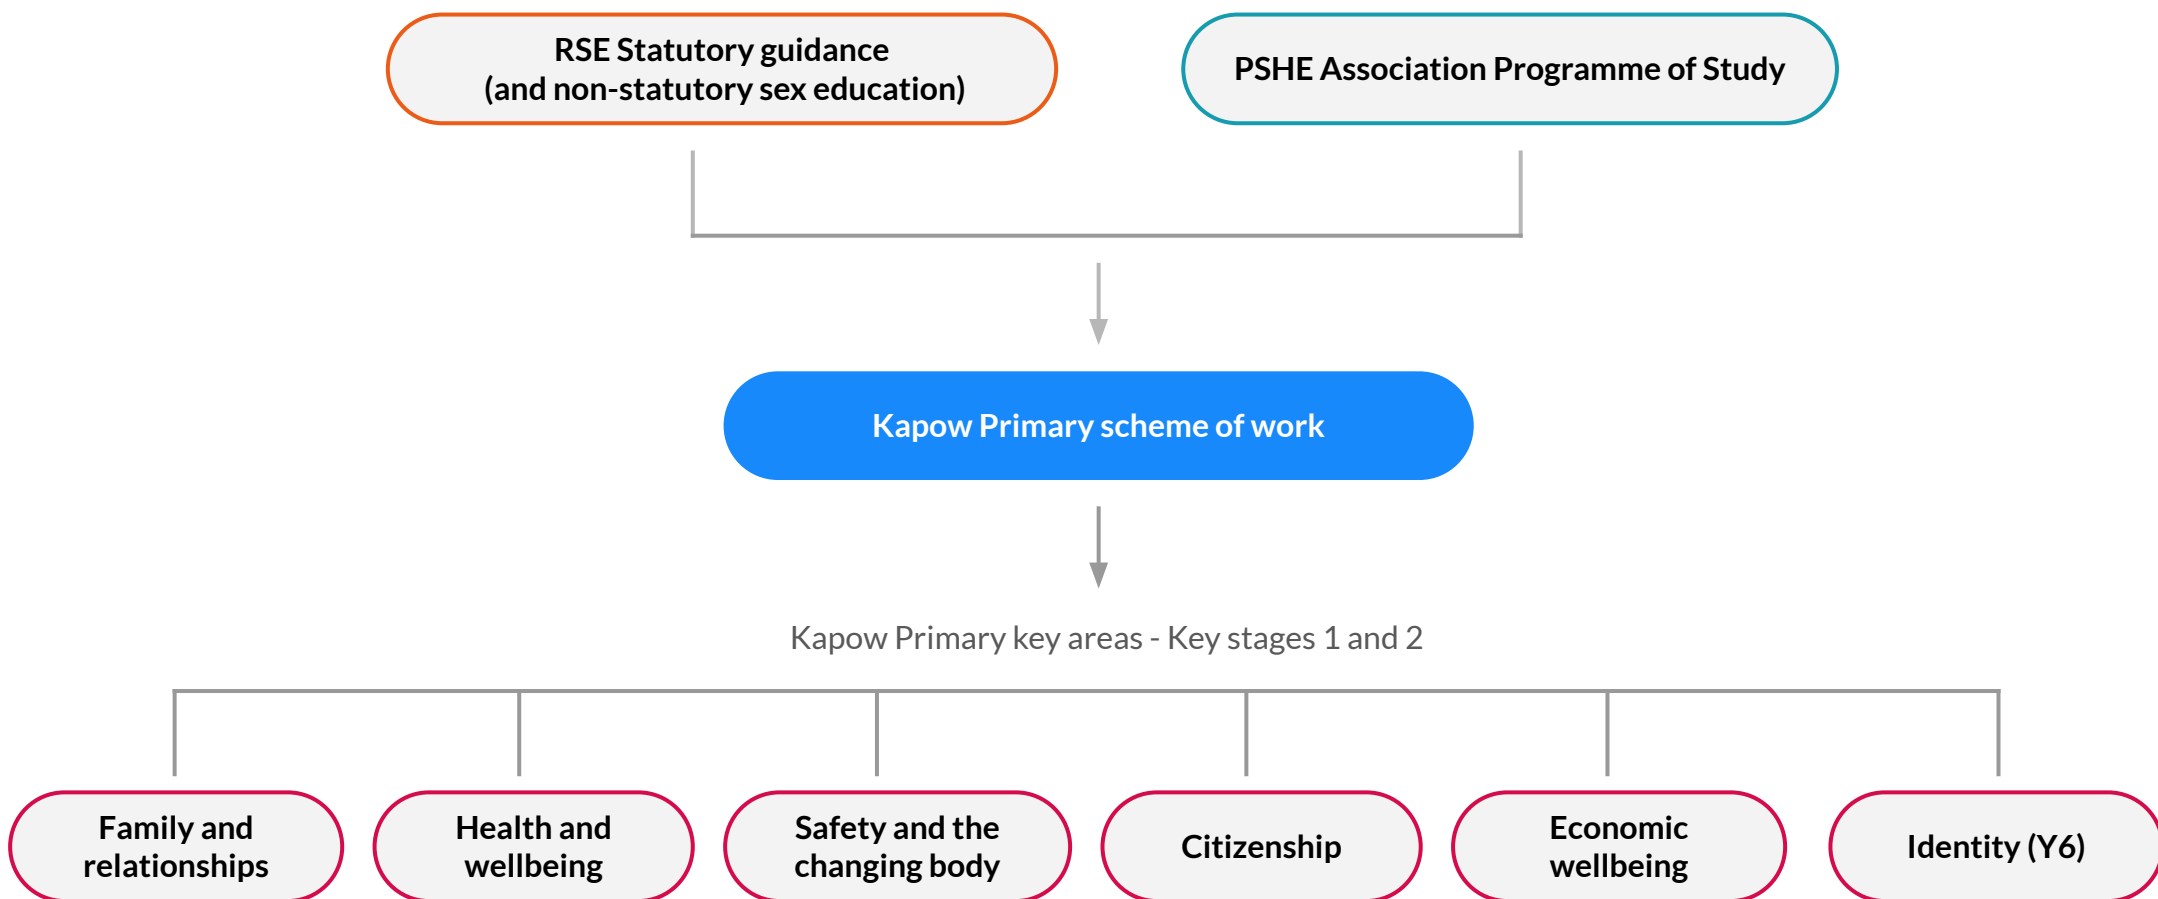 RSE Statutory guidance
(and non-statutory sex education)
PSHE Association Programme of Study
Kapow Primary scheme of work
Kapow Primary key areas - Key stages 1 and 2
Family and
relationships
Health and
wellbeing
Safety and the
changing body
Citizenship
Economic
wellbeing
Identity (Y6)